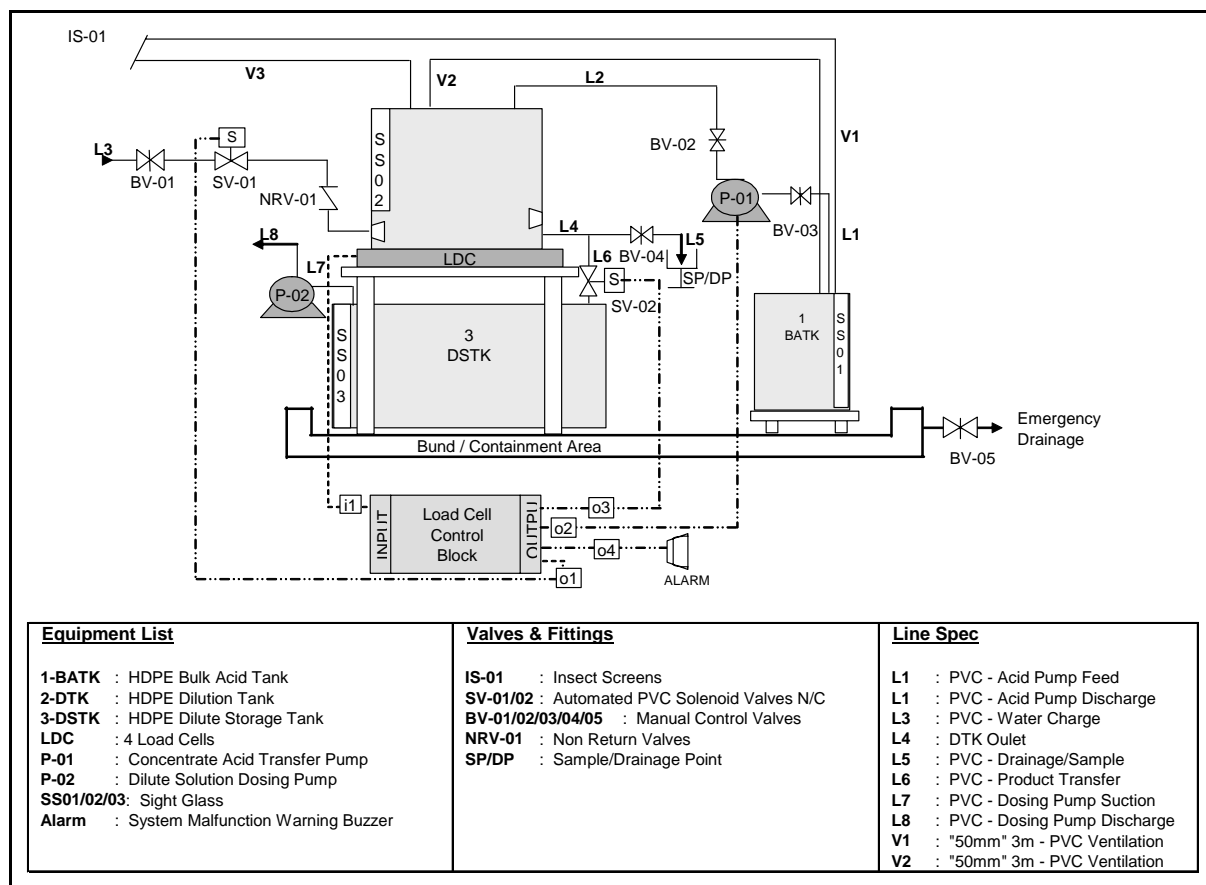 IS-01
V3
V2
L2
V1
L3
BV-01
S
SV-01
NRV-01
SS02
BV-02
P-01
BV-03
L1
L4
BV-04
L5
L6
S
SV-02
SP/DP
L8
L7
P-02
LDC
SS03
3
DSTK
1
BATK
SS01
Bund / Containment Area
Emergency
Drainage
BV-05
i1
INPUT
Load Cell
Control
Block
OUTPU
o3
o2
o4
o1
ALARM
Equipment List
1-BATK : HDPE Bulk Acid Tank
2-DTK : HDPE Dilution Tank
3-DSTK : HDPE Dilute Storage Tank
LDC : 4 Load Cells
P-01 : Concentrate Acid Transfer Pump
P-02 : Dilute Solution Dosing Pump
SS01/02/03: Sight Glass
Alarm : System Malfunction Warning Buzzer
Valves & Fittings
IS-01 : Insect Screens
SV-01/02 : Automated PVC Solenoid Valves N/C
BV-01/02/03/04/05 : Manual Control Valves
NRV-01 : Non Return Valves
SP/DP : Sample/Drainage Point
Line Spec
L1 : PVC - Acid Pump Feed
L1 : PVC - Acid Pump Discharge
L3 : PVC - Water Charge
L4 : DTK Oulet
L5 : PVC - Drainage/Sample
L6 : PVC - Product Transfer
L7 : PVC - Dosing Pump Suction
L8 : PVC - Dosing Pump Discharge
V1 : "50mm" 3m - PVC Ventilation
V2 : "50mm" 3m - PVC Ventilation